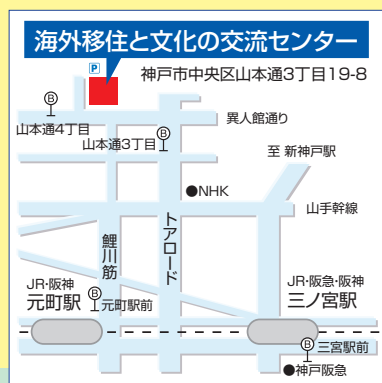 海外移住と文化の交流センター
P
神戸市中央区山本通3丁目19-8
B
山本通4丁目
B
山本通3丁目
異人館通り
至 新神戸駅
●NHK
山手幹線
鯉川筋
トアロード
JR・阪神
元町駅
B
元町駅前
JR・阪急・阪神
三ノ宮駅
B
三宮駅前
●神戸阪急